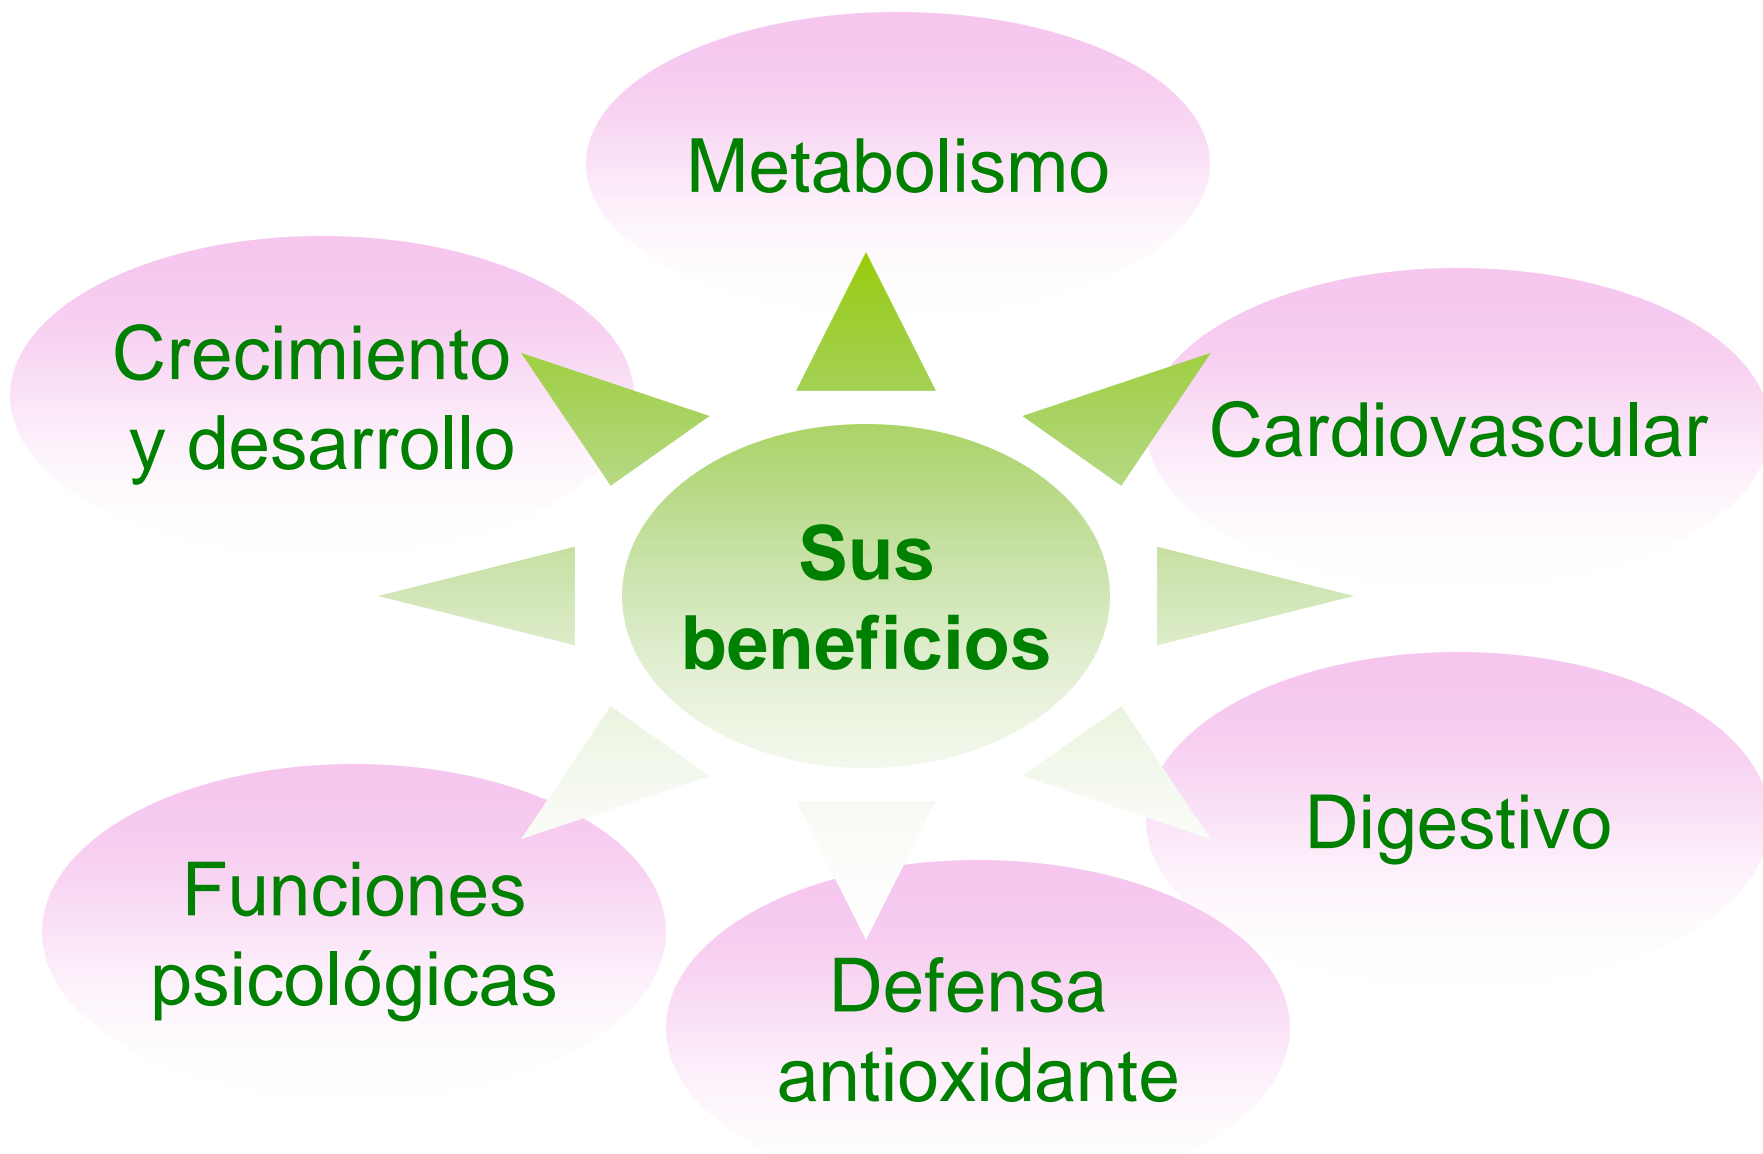 Metabolismo
Crecimiento
y desarrollo
Cardiovascular
Sus
beneficios
Digestivo
Funciones
psicológicas
Defensa
antioxidante